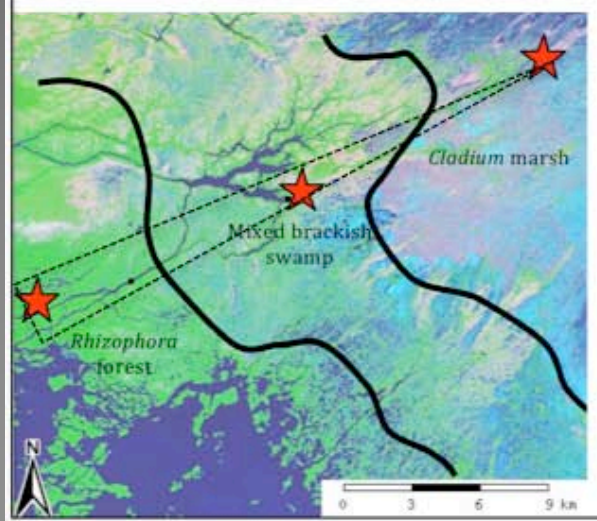 Cladium marsh
Mixed brackish
swamp
Rhizophora
forest
N
0 3 6 9 km